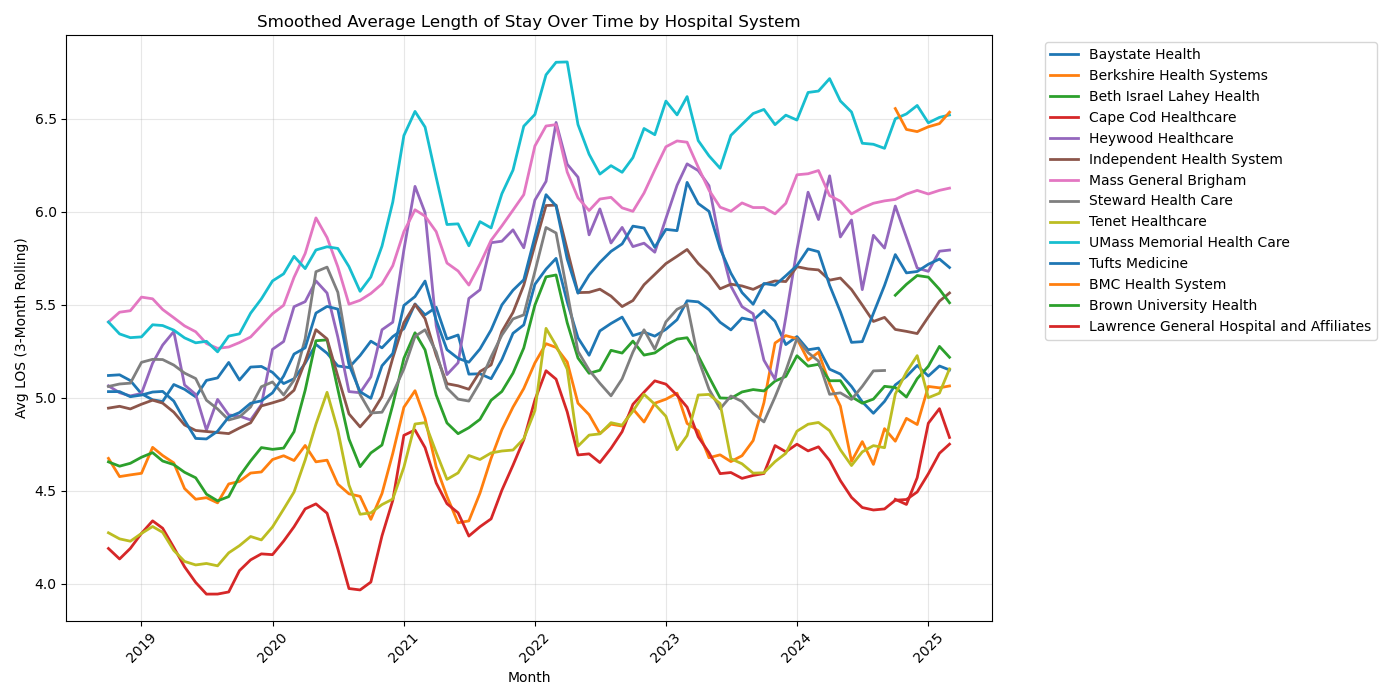 Smoothed Average Length of Stay Over Time by Hospital System
Avg LOS (3-Month Rolling)
6.5
6.0
5.5
5.0
4.5
4.0
2019
2020
2021
2022
2023
2024
2025
Month
Baystate Health
Berkshire Health Systems
Beth Israel Lahey Health
Cape Cod Healthcare
Heywood Healthcare
Independent Health System
Mass General Brigham
Steward Health Care
Tenet Healthcare
UMass Memorial Health Care
Tufts Medicine
BMC Health System
Brown University Health
Lawrence General Hospital and Affiliates